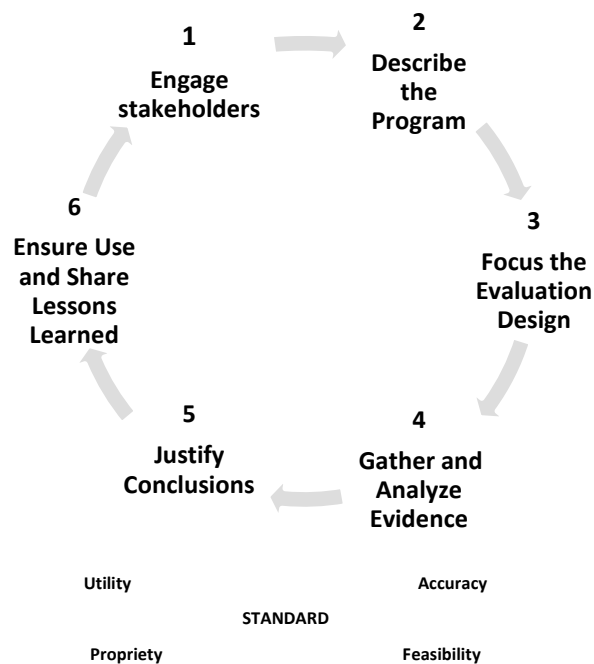 1
Engage
stakeholders
2
Describe
the
Program
3
Focus the
Evaluation
Design
4
Gather and
Analyze
Evidence
5
Justify
Conclusions
6
Ensure Use
and Share
Lessons
Learned
Utility
Accuracy
STANDARD
Propriety
Feasibility